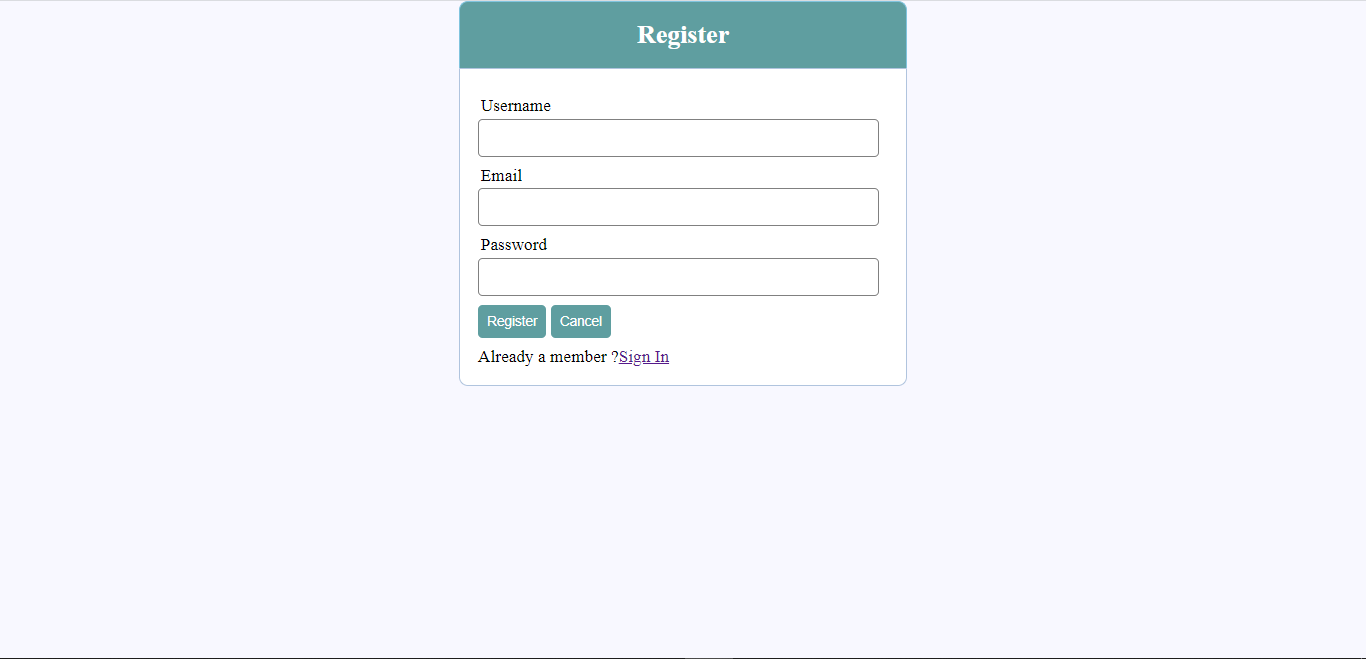 Register
Username
Email
Password
Register Cancel
Already a member ?Sign In